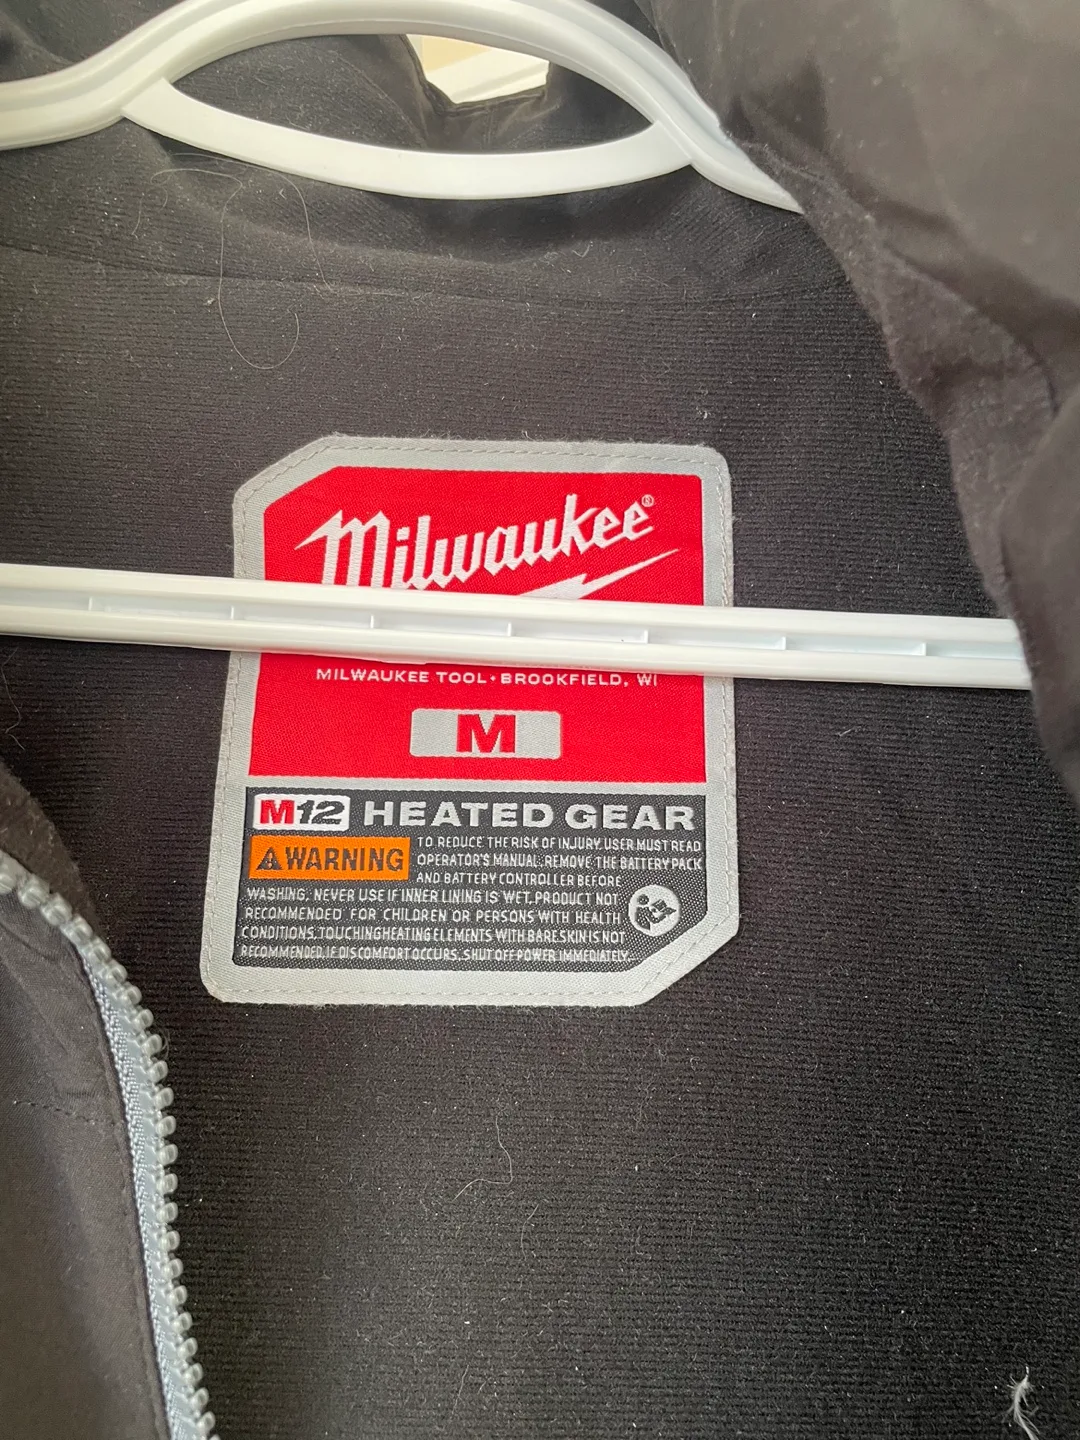 Milwaukee®
MILWAUKEE TOOL • BROOKFIELD, WI
M
M12 HEATED GEAR
WARNING
TO REDUCE THE RISK OF INJURY, USER MUST READ
OPERATOR'S MANUAL. REMOVE THE BATTERY PACK
AND BATTERY CONTROLLER BEFORE
WASHING. NEVER USE IF INNER LINING IS WET. PRODUCT NOT
RECOMMENDED FOR CHILDREN OR PERSONS WITH HEALTH
CONDITIONS. TOUCHING HEATING ELEMENTS WITH BARE SKIN IS NOT
RECOMMENDED. IF DISCOMFORT OCCURS, SHUT OFF POWER IMMEDIATELY.